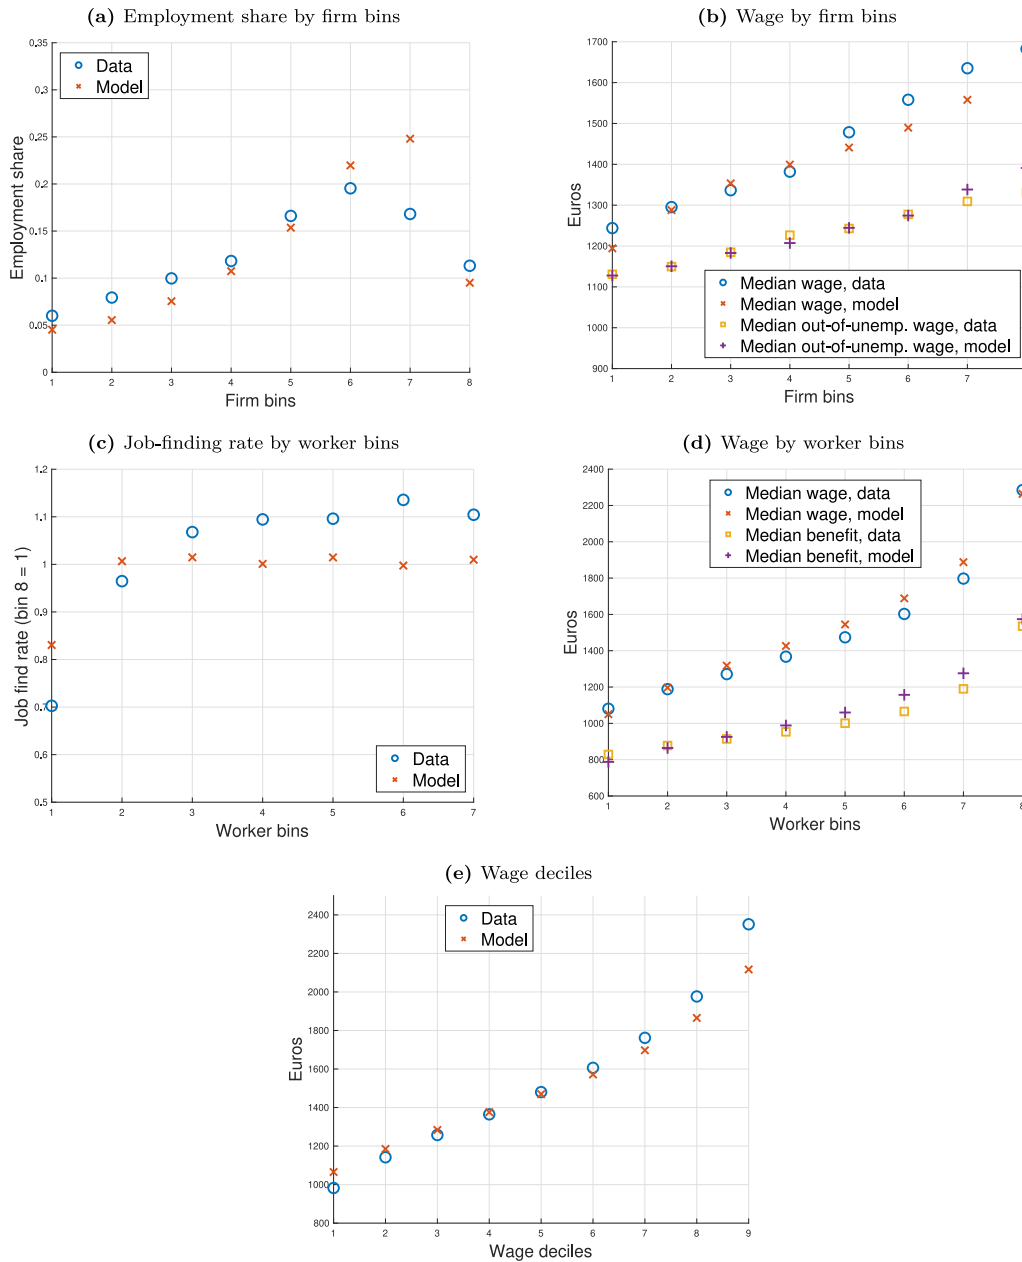 (a) Employment share by firm bins
0.35
0.3
0.25
0.2
0.15
0.1
0.05
0
Employment share
Data
Model
1 2 3 4 5 6 7 8
Firm bins
(b) Wage by firm bins
1700
1600
1500
1400
1300
1200
1100
1000
900
Euros
Median wage, data
Median wage, model
Median out-of-unemp. wage, data
Median out-of-unemp. wage, model
1 2 3 4 5 6 7 8
Firm bins
(c) Job-finding rate by worker bins
1.2
1.1
1
0.9
0.8
0.7
0.6
0.5
Job find rate (bin 8 = 1)
Data
Model
1 2 3 4 5 6 7
Worker bins
(d) Wage by worker bins
2400
2200
2000
1800
1600
1400
1200
1000
800
600
Euros
Median wage, data
Median wage, model
Median benefit, data
Median benefit, model
1 2 3 4 5 6 7 8
Worker bins
(e) Wage deciles
2400
2200
2000
1800
1600
1400
1200
1000
800
Euros
Data
Model
1 2 3 4 5 6 7 8 9
Wage deciles